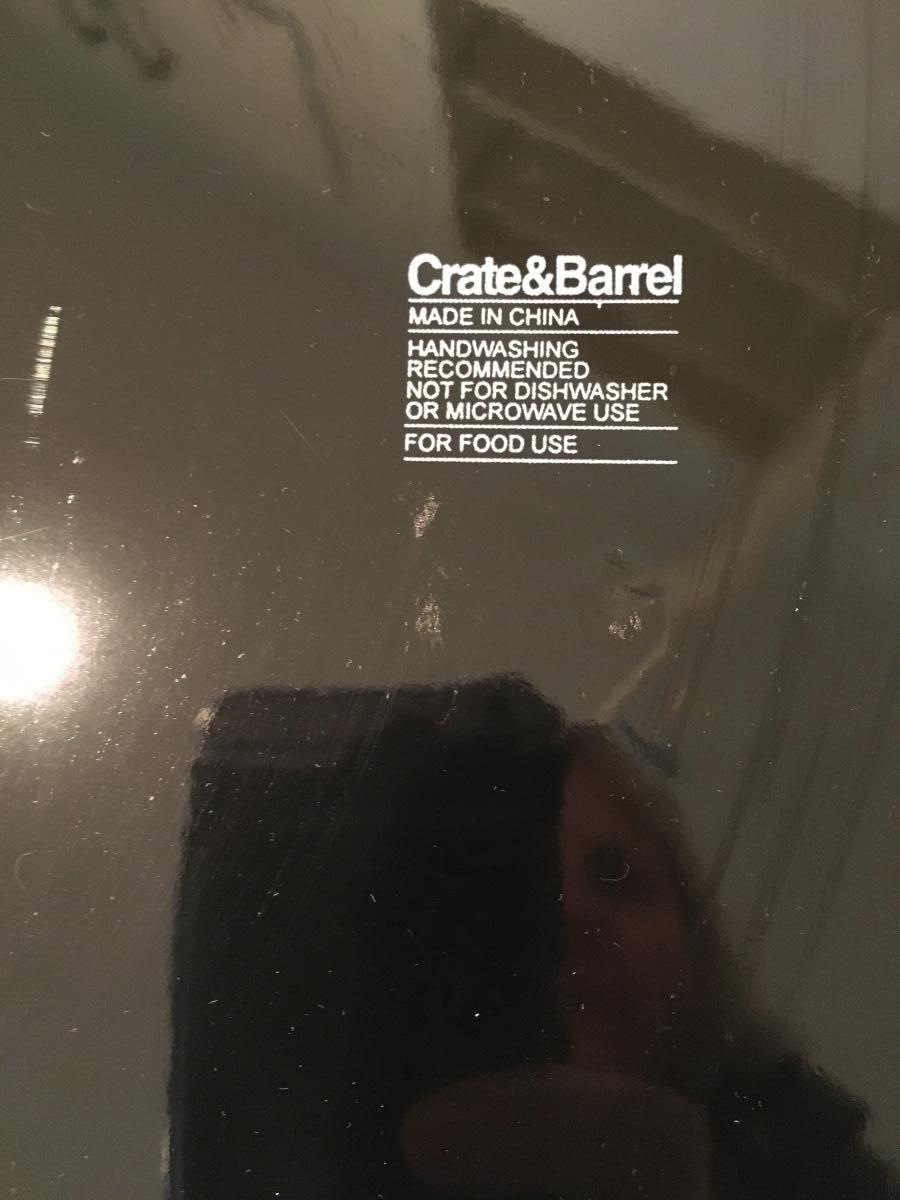 Crate&Barrel
MADE IN CHINA
HANDWASHING
RECOMMENDED
NOT FOR DISHWASHER
OR MICROWAVE USE
FOR FOOD USE